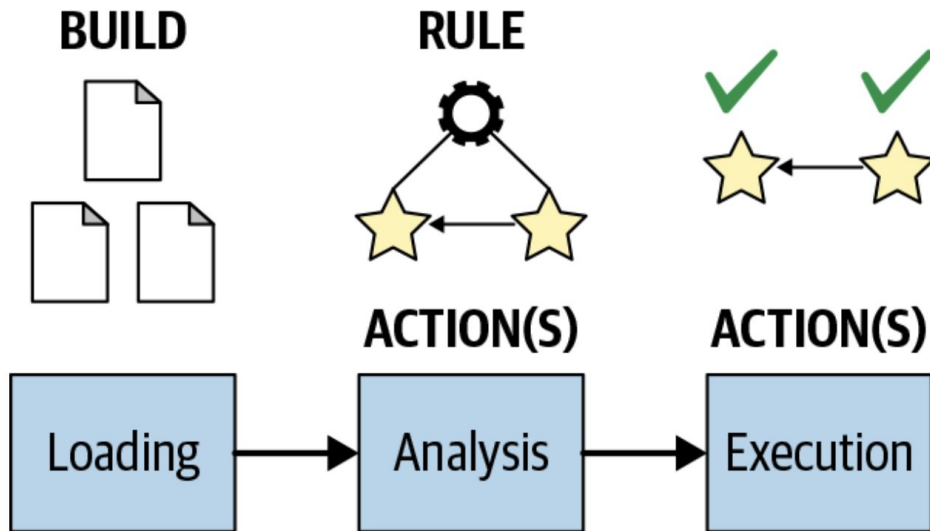 BUILD
RULE
ACTION(S)
ACTION(S)
Loading
Analysis
Execution